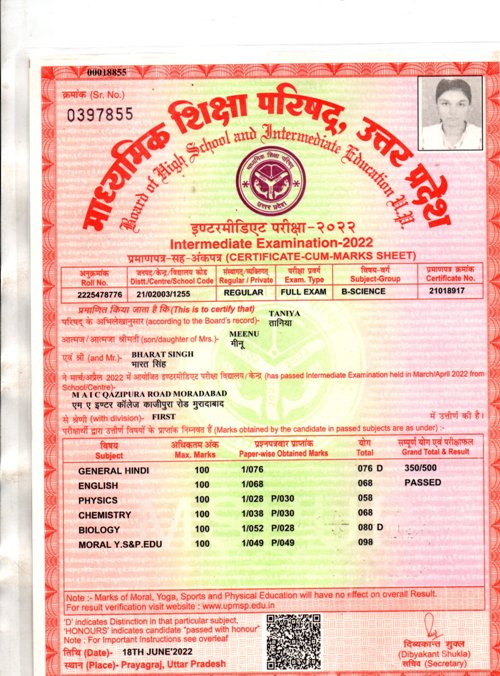 00018855
क्रमांक (Sr. No.)
0397855
माध्यमिक शिक्षा परिषद्, उत्तर प्रदेश
Board of High School and Intermediate Education U.P.
माध्यमिक शिक्षा परिषद
उत्तर प्रदेश
इण्टरमीडिएट परीक्षा-२०२२
Intermediate Examination-2022
प्रमाणपत्र-सह-अंकपत्र (CERTIFICATE-CUM-MARKS SHEET)
अनुक्रमांक जनपद/केन्द्र/विद्यालय कोड संस्थागत/व्यक्तिगत परीक्षा प्रवर्ग विषय-वर्ग प्रमाणपत्र क्रमांक
Roll No. Distt./Centre/School Code Regular / Private Exam. Type Subject-Group Certificate No.
2225478776 21/02003/1255 REGULAR FULL EXAM B-SCIENCE 21018917
प्रमाणित किया जाता है कि(This is to certify that)
TANIYA
परिषद् के अभिलेखानुसार (according to the Board's record)- तानिया
MEENU
आत्मज/आत्मजा श्रीमती (son/daughter of Mrs.)- मीनू
BHARAT SINGH
एवं श्री (and Mr.)- भारत सिंह
ने मार्च/अप्रैल 2022 में आयोजित इण्टरमीडिएट परीक्षा विद्यालय/केन्द्र (has passed Intermediate Examination held in March/April 2022 from
School/Centre)-
M A I C QAZIPURA ROAD MORADABAD
एम ए इण्टर कॉलेज काजीपुरा रोड मुरादाबाद
से श्रेणी (with division)- FIRST में उत्तीर्ण की है।
परीक्षार्थी द्वारा उत्तीर्ण विषयों के प्राप्तांक निम्नवत हैं (Marks obtained by the candidate in passed subjects are as under) :-
विषय अधिकतम अंक प्रश्नपत्रवार प्राप्तांक योग सम्पूर्ण योग एवं परीक्षाफल
Subject Max. Marks Paper-wise Obtained Marks Total Grand Total & Result
GENERAL HINDI 100 1/076 076 D 350/500
ENGLISH 100 1/068 068 PASSED
PHYSICS 100 1/028 P/030 058
CHEMISTRY 100 1/038 P/030 068
BIOLOGY 100 1/052 P/028 080 D
MORAL Y.S&P.EDU 100 1/049 P/049 098
Note :- Marks of Moral, Yoga, Sports and Physical Education will have no effect on overall Result.
For result verification visit website : www.upmsp.edu.in
'D' indicates Distinction in that particular subject,
'HONOURS' indicates candidate "passed with honour"
Note : For Important Instructions see overleaf
तिथि (Date)- 18TH JUNE'2022
स्थान (Place)- Prayagraj, Uttar Pradesh
दिव्यकान्त शुक्ल
(Dibyakant Shukla)
सचिव (Secretary)